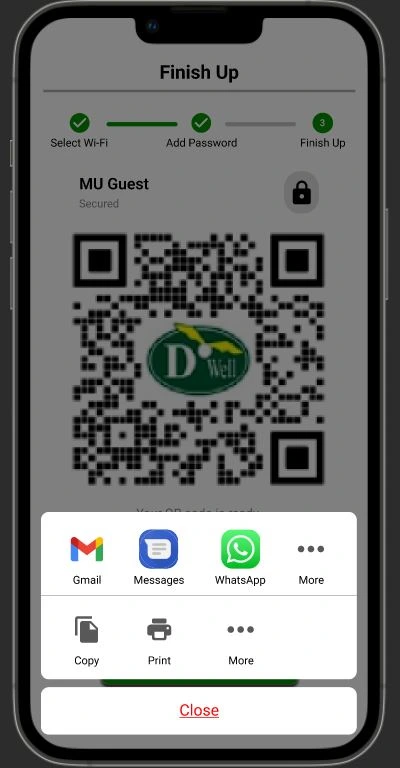 Finish Up
3
Select Wi-Fi
Add Password
Finish Up
MU Guest
Secured
D Well
Your QR code is ready
Gmail
Messages
WhatsApp
More
Copy
Print
More
Close